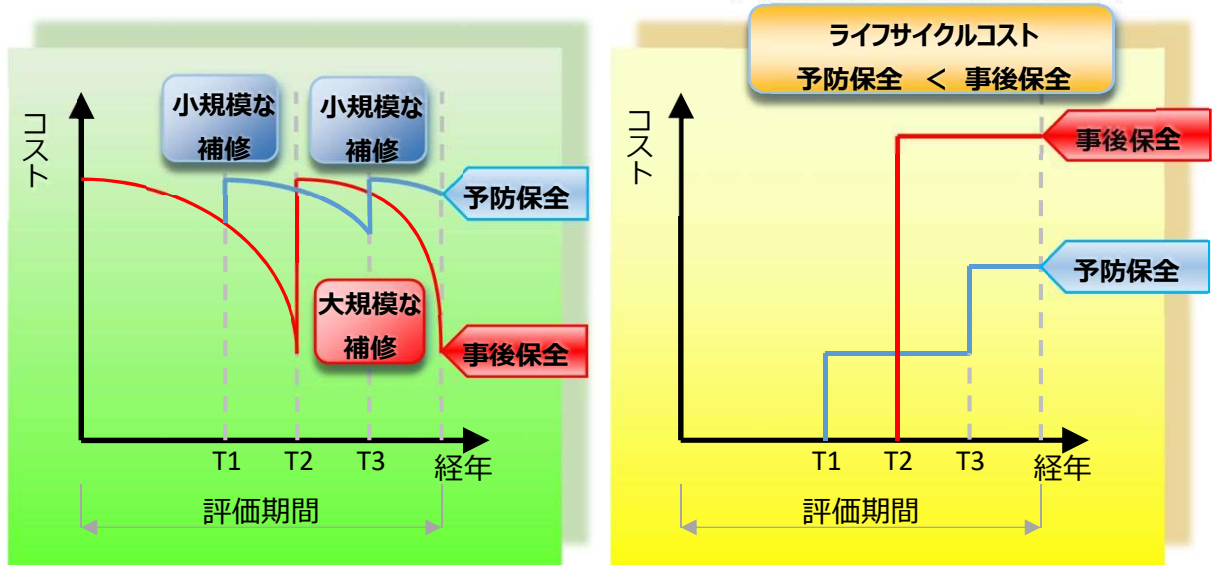 小規模な
補修
小規模な
補修
コスト
予防保全
大規模な
補修
事後保全
T1
T2
T3
経年
評価期間
ライフサイクルコスト
予防保全 < 事後保全
コスト
事後保全
予防保全
T1
T2
T3
経年
評価期間